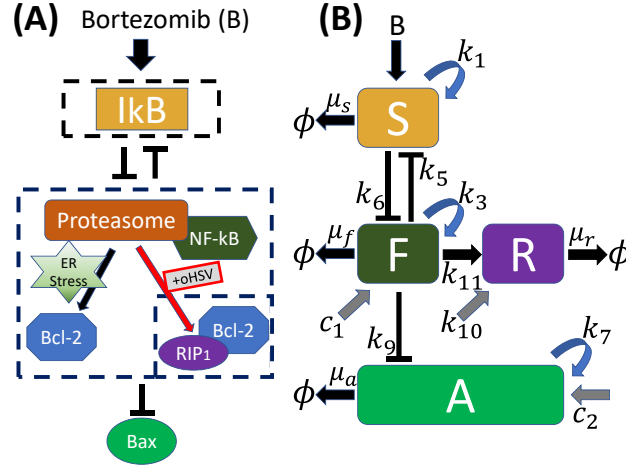 (A)
Bortezomib (B)
IkB
Proteasome
NF-kB
ER
Stress
+oHSV
Bcl-2
Bcl-2
RIP1
Bax
(B)
B
k₁
μₛ
ϕ
S
k₆
k₅
k₃
μ_f
ϕ
F
k₁₁
R
μᵣ
ϕ
c₁
k₁₀
k₉
k₇
μₐ
ϕ
A
c₂